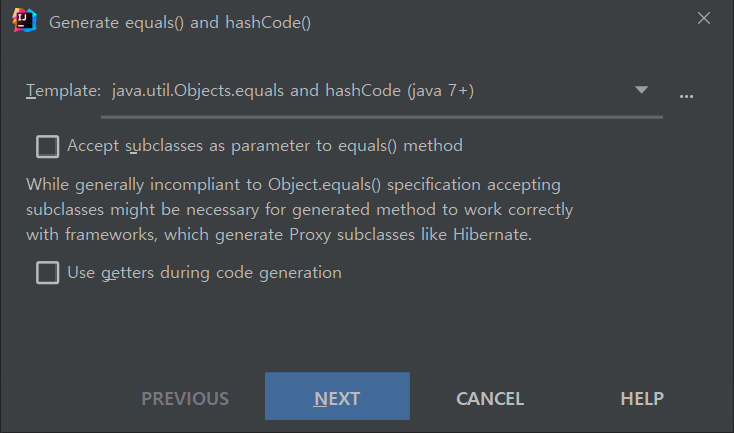 Generate equals() and hashCode()
Template: java.util.Objects.equals and hashCode (java 7+)
...
Accept subclasses as parameter to equals() method
While generally incompliant to Object.equals() specification accepting
subclasses might be necessary for generated method to work correctly
with frameworks, which generate Proxy subclasses like Hibernate.
Use getters during code generation
PREVIOUS NEXT CANCEL HELP